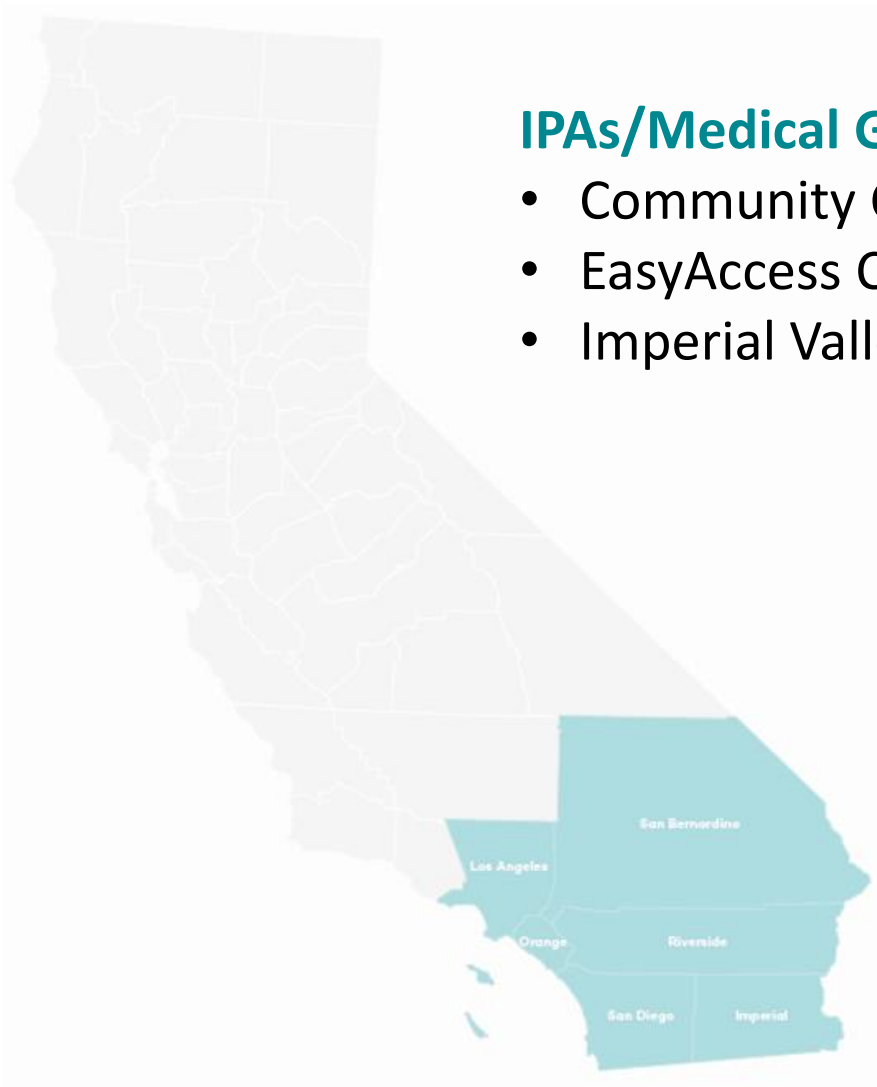 IPAs/Medical G
• Community
• EasyAccess
• Imperial Vall
San Bernardino
Los Angeles
Orange
Riverside
San Diego
Imperial